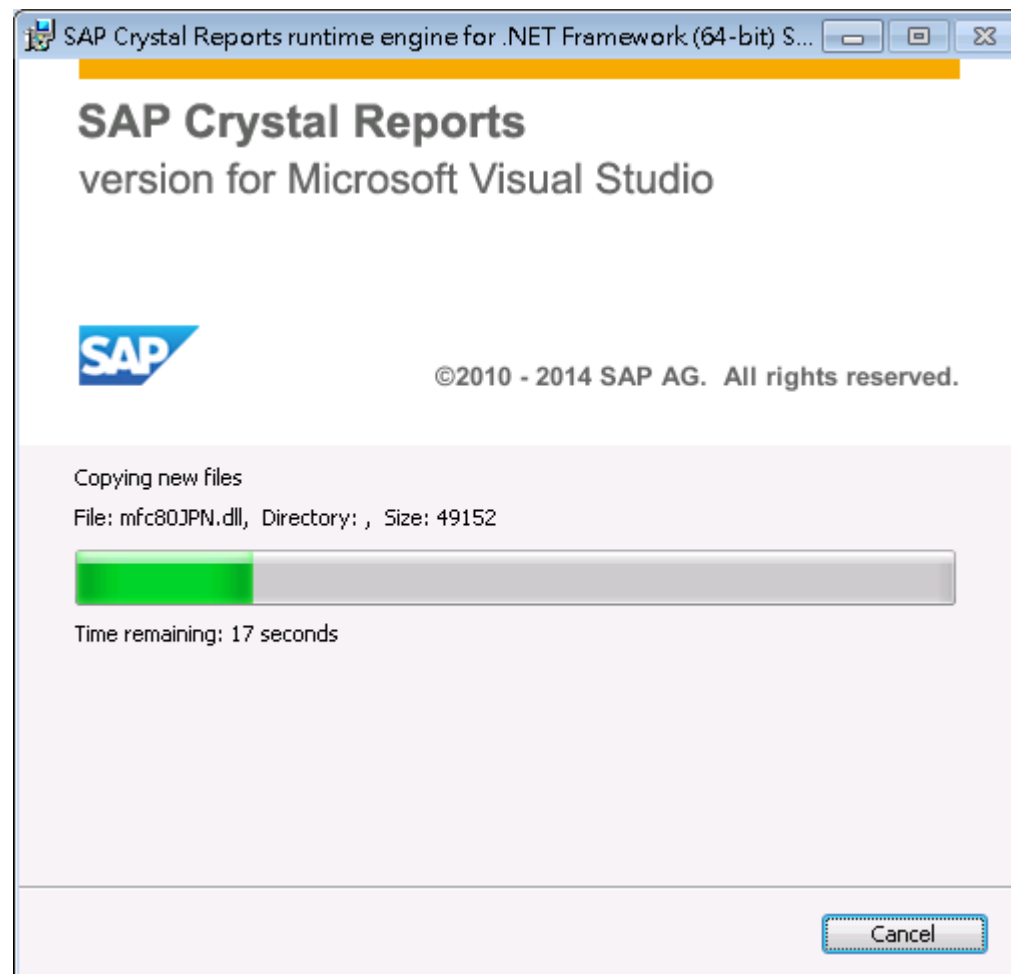 SAP Crystal Reports runtime engine for .NET Framework (64-bit) S...
SAP Crystal Reports
version for Microsoft Visual Studio
SAP
©2010 - 2014 SAP AG. All rights reserved.
Copying new files
File: mfc80JPN.dll, Directory: , Size: 49152
Time remaining: 17 seconds
Cancel